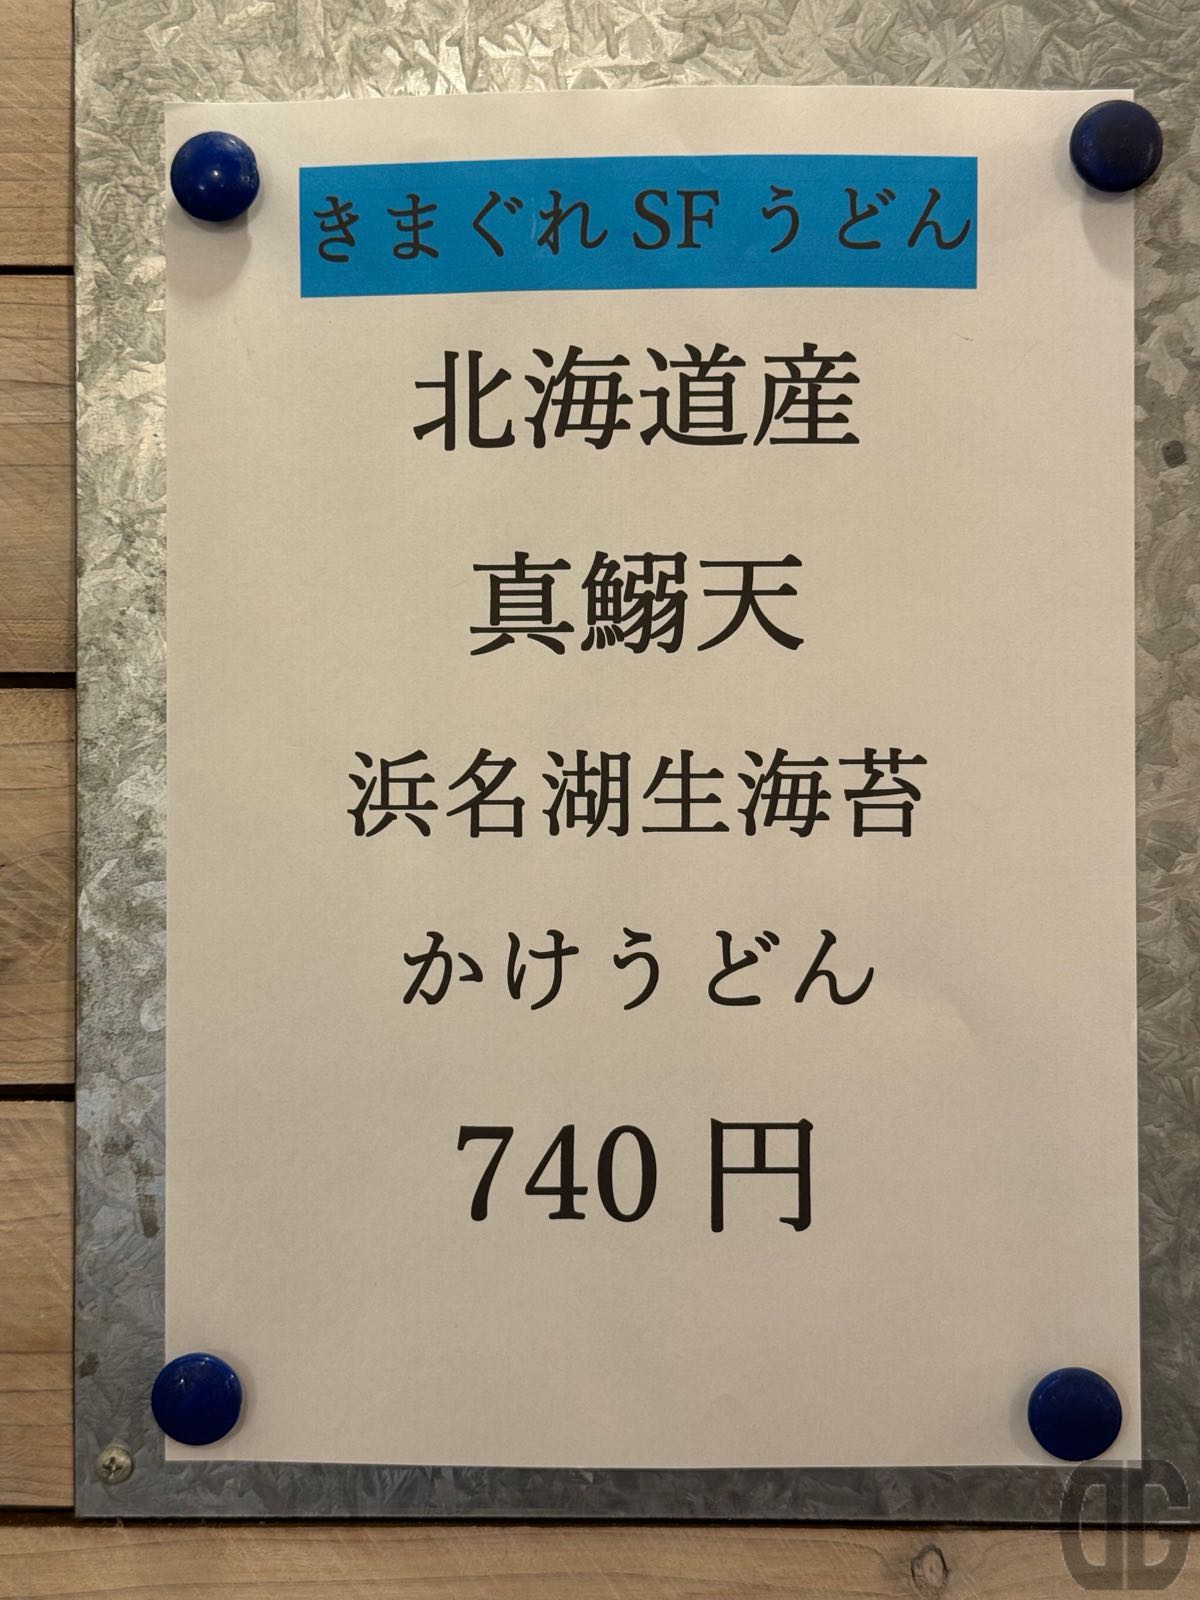 きまぐれSFうどん
北海道産
真鰯天
浜名湖生海苔
かけうどん
740円